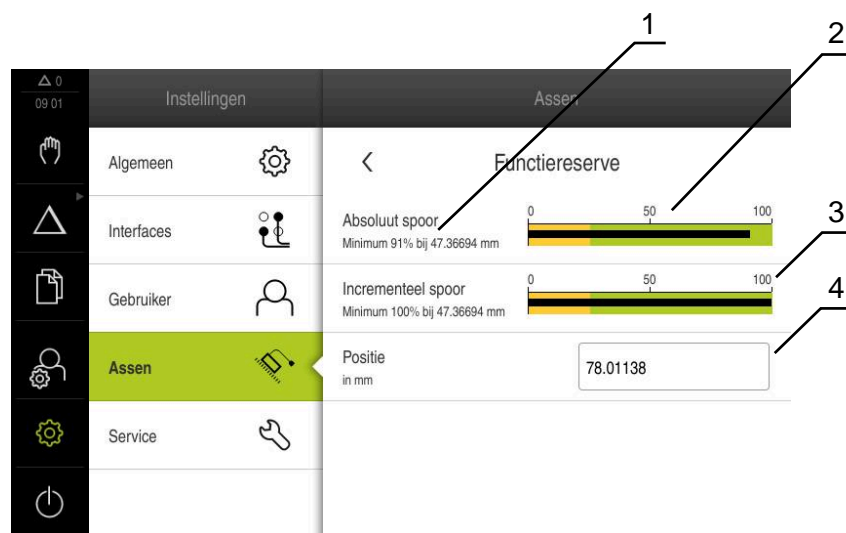 1
2
△ 0
09 01
Instellingen
Assen
Algemeen
Functiereserve
Interfaces
Absoluut spoor
Minimum 91% bij 47.36694 mm
0 50 100
3
Gebruiker
Incrementeel spoor
Minimum 100% bij 47.36694 mm
0 50 100
4
Assen
Positie
in mm
78.01138
Service